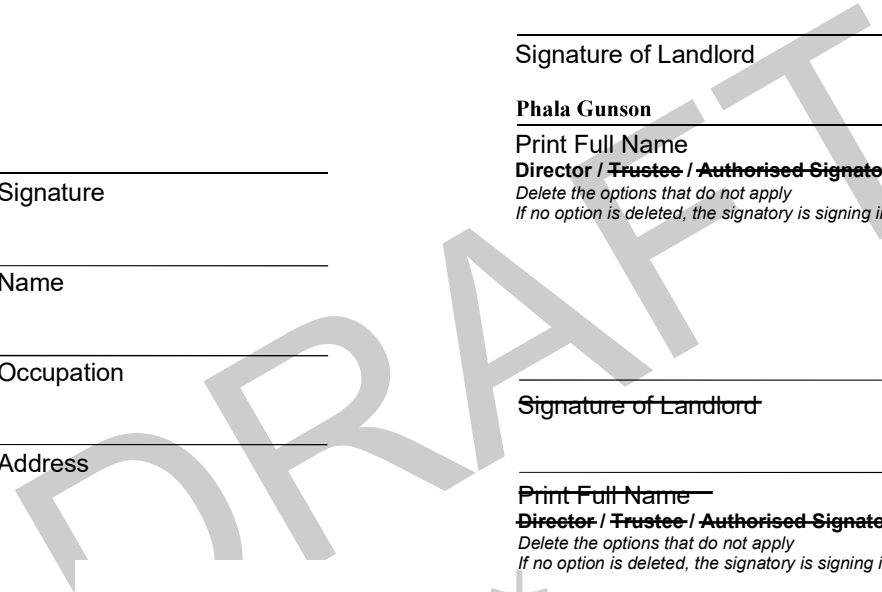 Signature of Landlord
Phala Gunson
Print Full Name
Director / Trustee / Authorised
Delete the options that do not apply
If no option is deleted, the signatory is signing
Signature
Name
Occupation
Address
Signature of Landlord
Print Full Name
Director / Trustee / Authorised
Delete the options that do not apply
If no option is deleted, the signatory is signing
DRAFT